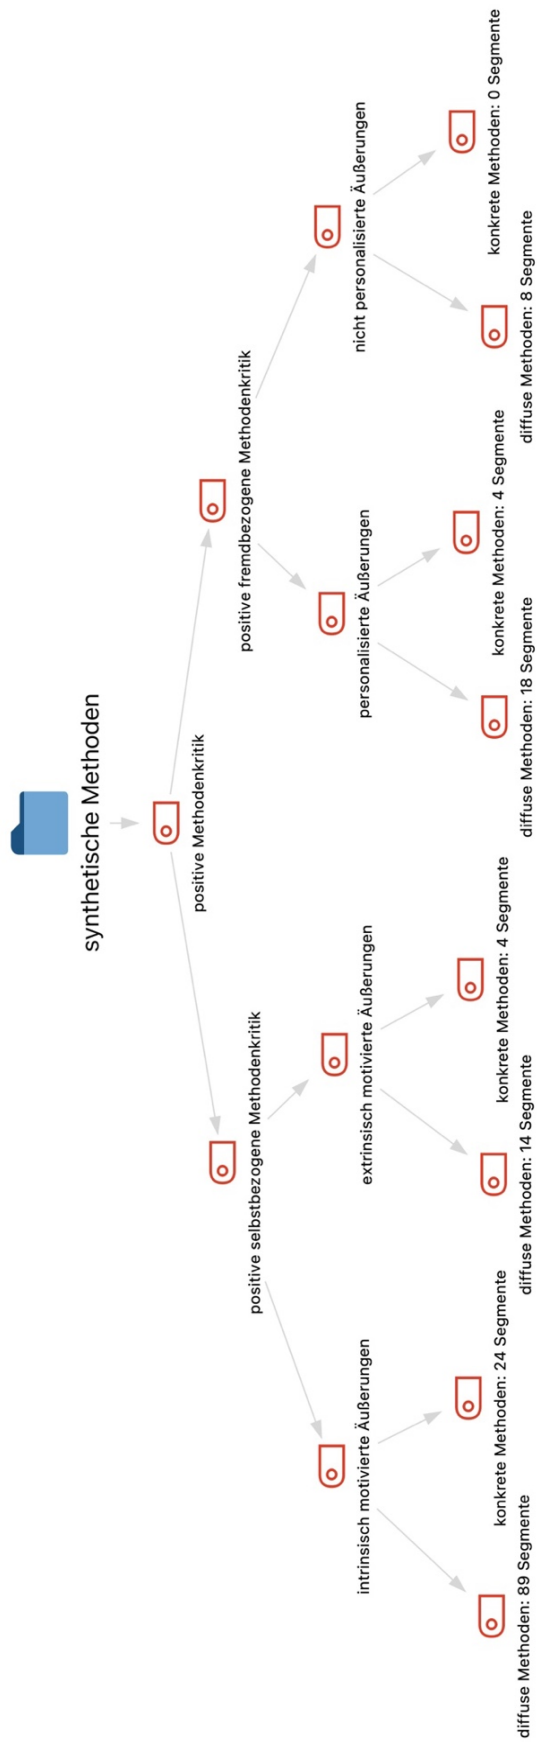 synthetische Methoden
positive Methodenkritik
positive selbstbezogene Methodenkritik
positive fremdbezogene Methodenkritik
intrinsisch motivierte Äußerungen
extrinsisch motivierte Äußerungen
personalisierte Äußerungen
nicht personalisierte Äußerungen
diffuse Methoden: 89 Segmente
konkrete Methoden: 24 Segmente
diffuse Methoden: 14 Segmente
konkrete Methoden: 4 Segmente
diffuse Methoden: 18 Segmente
konkrete Methoden: 4 Segmente
diffuse Methoden: 8 Segmente
konkrete Methoden: 0 Segmente